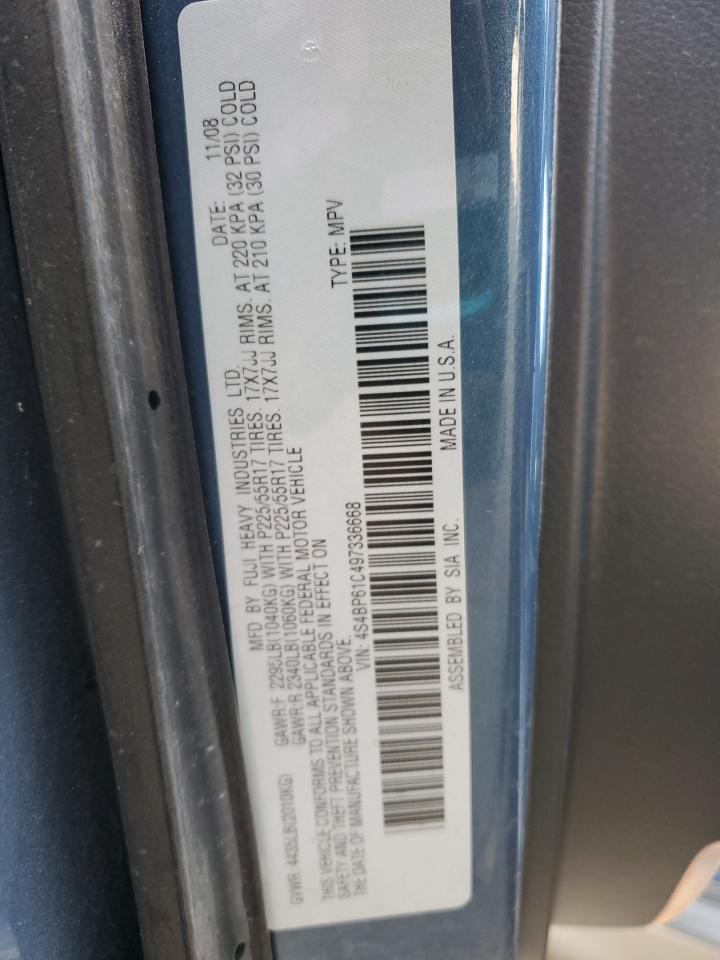 MFD BY FUJI HEAVY INDUSTRIES LTD. DATE: 11/08
GVWR: 4435LB(2010KG) GAWR:F 2295LB(1040KG) WITH P225/55R17 TIRES. 17X7JJ RIMS. AT 220 KPA (32 PSI) COLD
GAWR:R 2340LB(1060KG) WITH P225/55R17 TIRES. 17X7JJ RIMS. AT 210 KPA (30 PSI) COLD
THIS VEHICLE CONFORMS TO ALL APPLICABLE FEDERAL MOTOR VEHICLE
SAFETY AND THEFT PREVENTION STANDARDS IN EFFECT ON
THE DATE OF MANUFACTURE SHOWN ABOVE.
VIN: 4S4BP61C497336668 TYPE: MPV
ASSEMBLED BY SIA INC. MADE IN U.S.A.